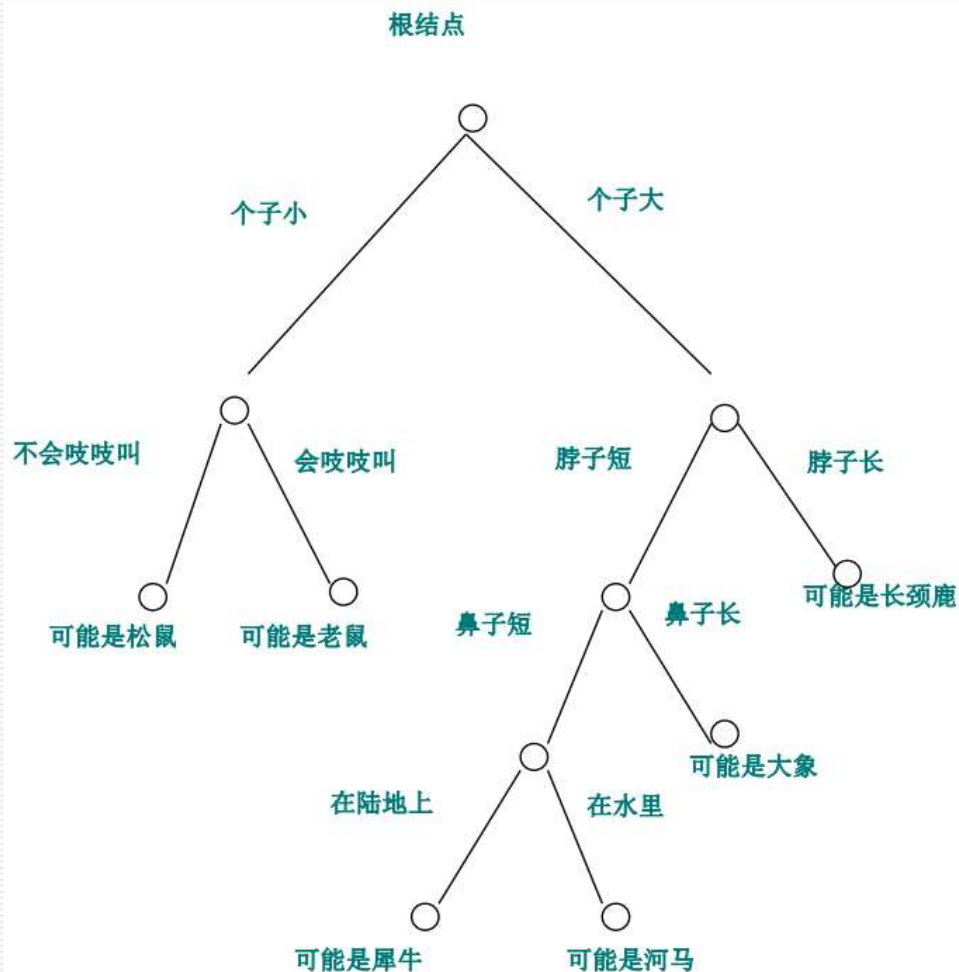 根结点
个子小
个子大
不会吱吱叫
会吱吱叫
脖子短
脖子长
可能是松鼠
可能是老鼠
鼻子短
鼻子长
可能是长颈鹿
可能是大象
在陆地上
在水里
可能是犀牛
可能是河马